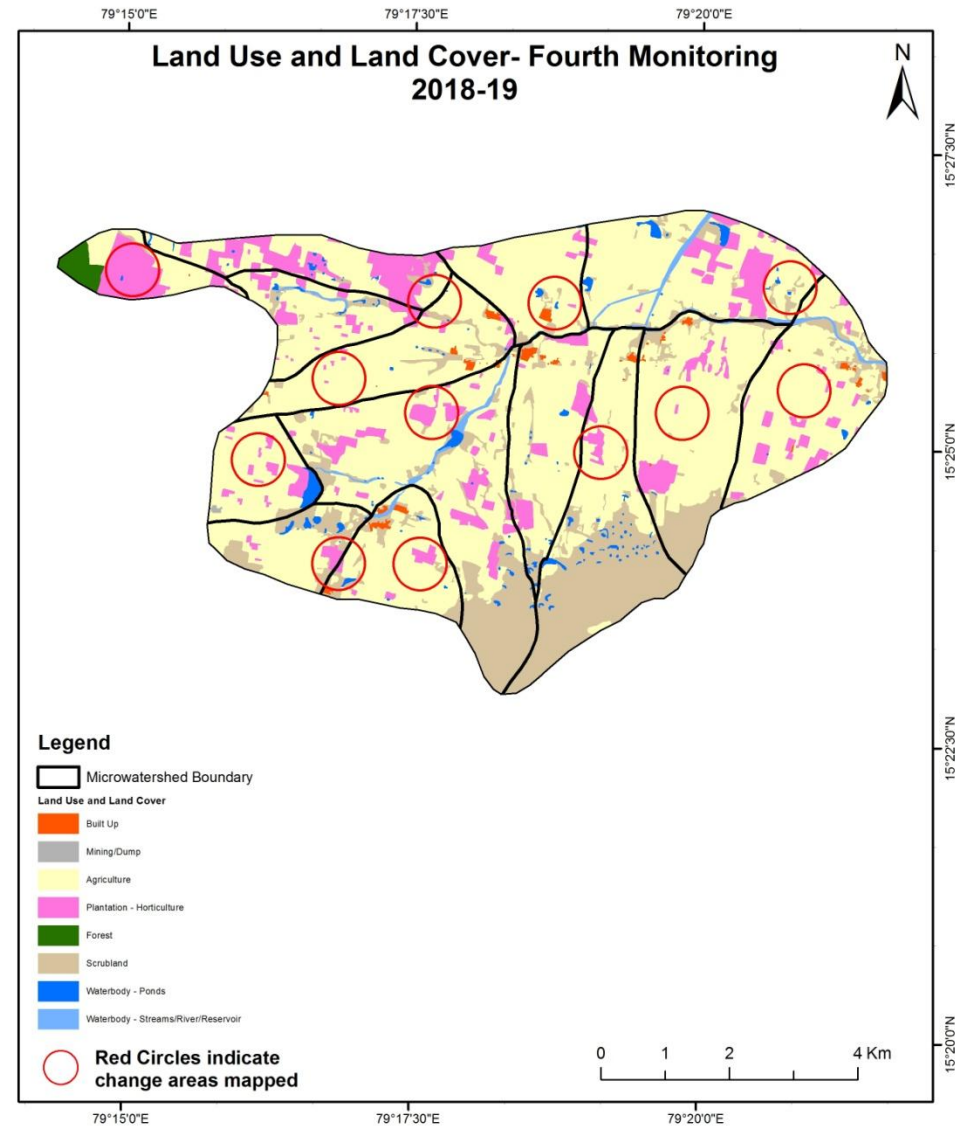 79°15'0"E
79°17'30"E
79°20'0"E
Land Use and Land Cover- Fourth Monitoring
2018-19
N
15°27'30"N
15°25'0"N
15°22'30"N
15°20'0"N
Legend
Microwatershed Boundary
Land Use and Land Cover
Built Up
Mining/Dump
Agriculture
Plantation - Horticulture
Forest
Scrubland
Waterbody - Ponds
Waterbody - Streams/River/Reservoir
Red Circles indicate
change areas mapped
0 1 2 4 Km
79°15'0"E
79°17'30"E
79°20'0"E